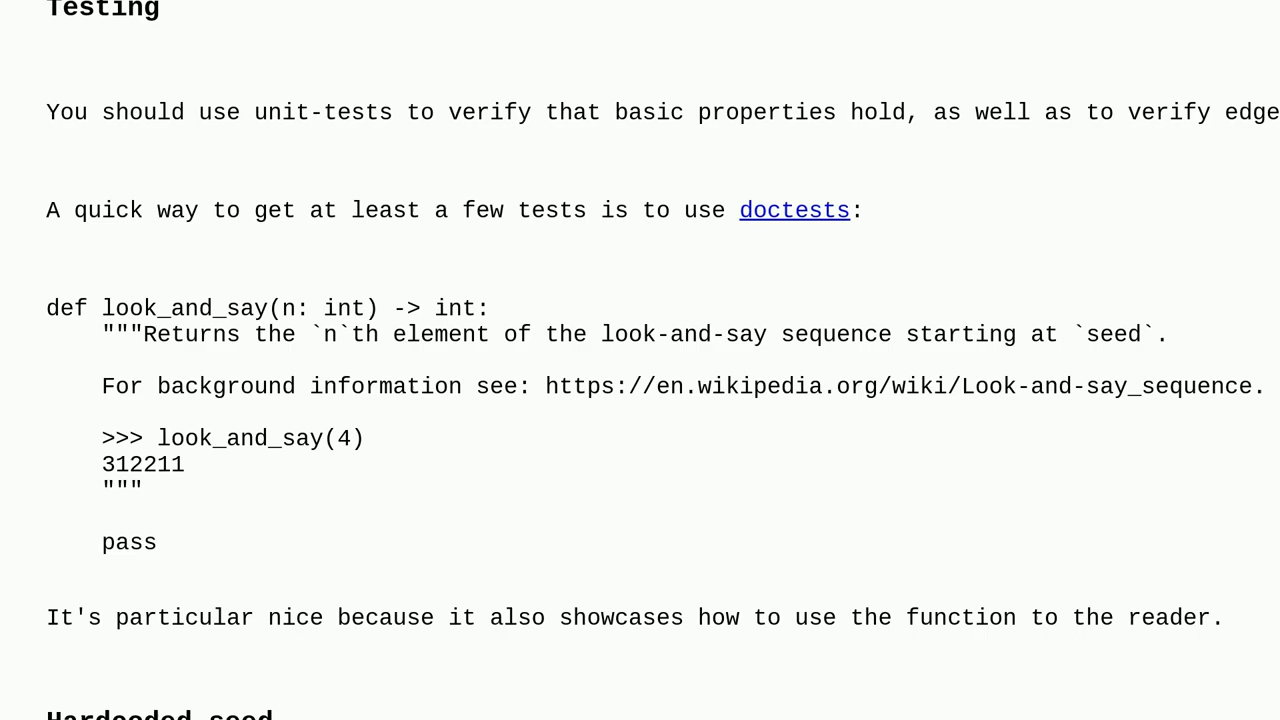 Testing
You should use unit-tests to verify that basic properties hold, as well as to verify edge
A quick way to get at least a few tests is to use doctests:
def look_and_say(n: int) -> int:
    """Returns the `n`th element of the look-and-say sequence starting at `seed`.
    For background information see: https://en.wikipedia.org/wiki/Look-and-say_sequence.
    >>> look_and_say(4)
    312211
    """
    pass
It's particular nice because it also showcases how to use the function to the reader.
Hardcoded seed